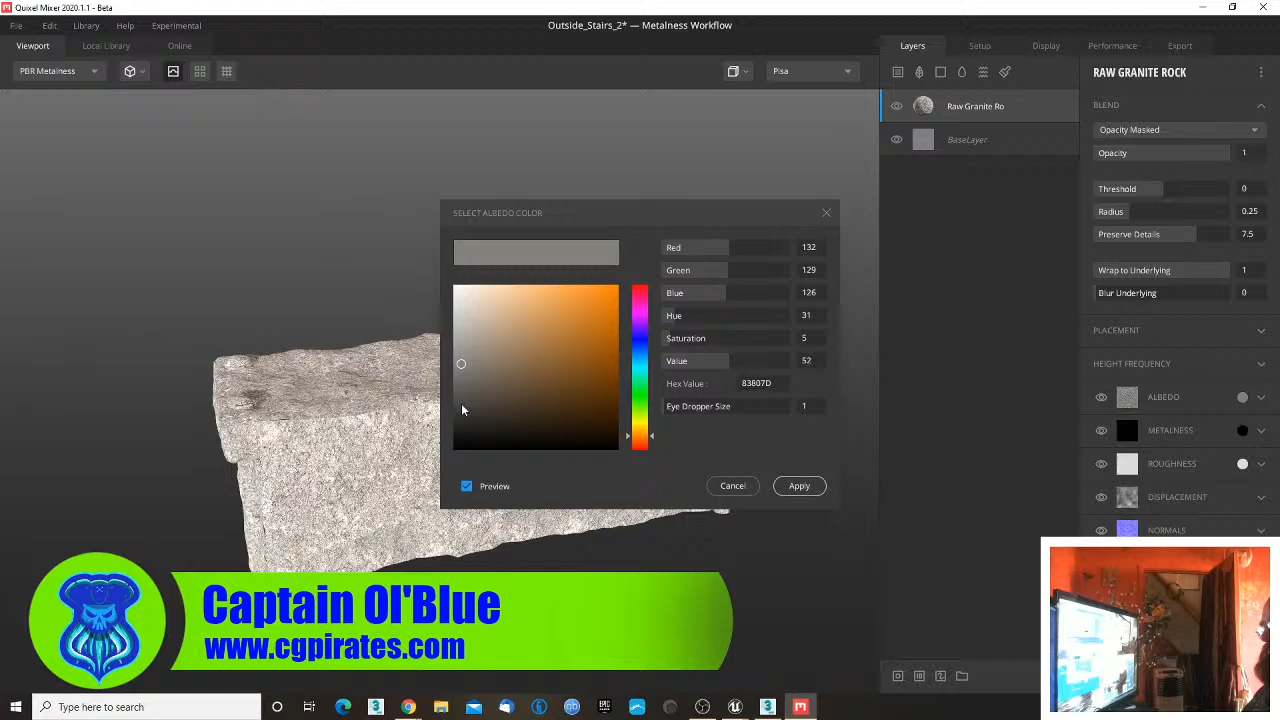 Quixel Mixer 2020.1.1 - Beta
File Edit Library Help Experimental
Outside_Stairs_2* — Metalness Workflow
Viewport Local Library Online
Layers Setup Display Performance Export
PBR Metalness
Pisa
RAW GRANITE ROCK
Raw Granite Ro
BaseLayer
BLEND
Opacity Masked
Opacity 1
Threshold 0
Radius 0.25
Preserve Details 7.5
Wrap to Underlying 1
Blur Underlying 0
PLACEMENT
HEIGHT FREQUENCY
ALBEDO
METALNESS
ROUGHNESS
DISPLACEMENT
NORMALS
SELECT ALBEDO COLOR
Red 132
Green 129
Blue 126
Hue 31
Saturation 5
Value 52
Hex Value : 83807D
Eye Dropper Size 1
Preview
Cancel Apply
Captain Ol'Blue
www.cgpirates.com
Type here to search